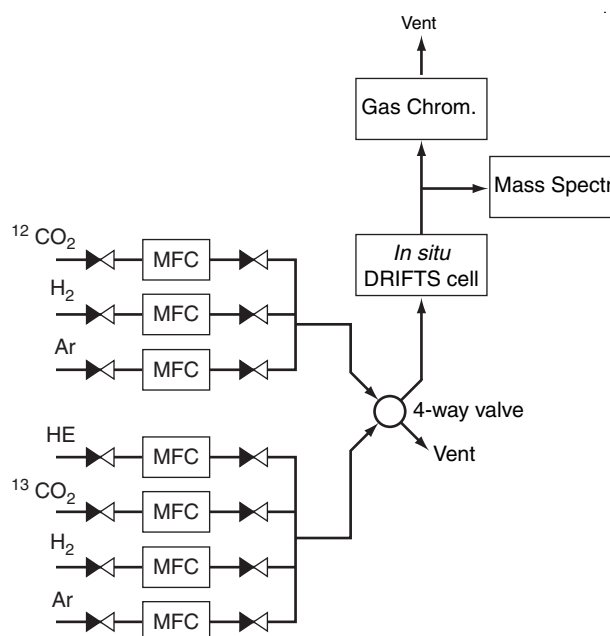 Vent
Gas Chrom.
Mass Spectr
In situ
DRIFTS cell
¹² CO₂
MFC
H₂
MFC
Ar
MFC
4-way valve
Vent
HE
MFC
¹³ CO₂
MFC
H₂
MFC
Ar
MFC